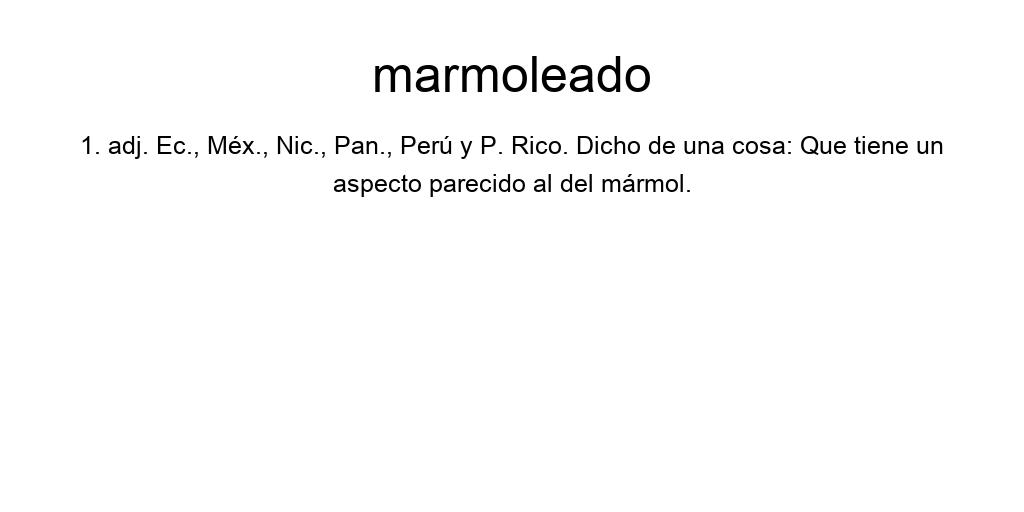 marmoleado
1. adj. Ec., Méx., Nic., Pan., Perú y P. Rico. Dicho de una cosa: Que tiene un
aspecto parecido al del mármol.